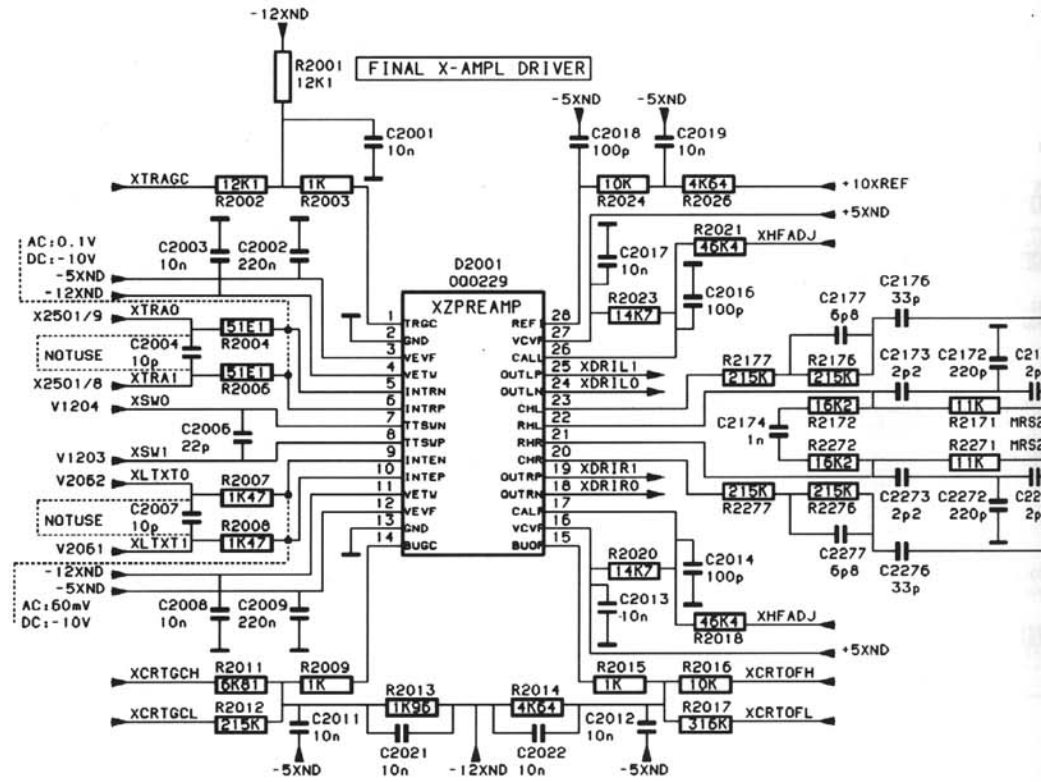 -12XND
R2001
12K1
FINAL X-AMPL DRIVER
C2001
10n
-5XND
-5XND
C2018
100p
C2019
10n
XTRAGC
12K1
R2002
1K
R2003
10K
R2024
4K64
R2026
+10XREF
+5XND
AC:0.1V
DC:-10V
C2003
10n
C2002
220n
-5XND
-12XND
D2001
OQ0229
XZPREAMP
C2017
10n
R2021
46K4
XHFADJ
R2023
14K7
C2016
100p
X2501/9
XTRA0
NOTUSE
C2004
10p
51E1
R2004
51E1
R2006
X2501/8
XTRA1
V1204
XSW0
C2006
22p
V1203
XSW1
V2062
XLTXT0
R2007
1K47
NOTUSE
C2007
10p
R2008
1K47
V2061
XLTXT1
-12XND
-5XND
AC:60mV
DC:-10V
C2008
10n
C2009
220n
1 TRGC
2 GND
3 VEVF
4 VETW
5 INTRN
6 INTRP
7 TTSWN
8 TTSWP
9 INTEN
10 INTEP
11 VETW
12 VEVF
13 GND
14 BUGC
REFI 28
VCVF 27
CALL 26
OUTLP 25 XDRIL1
OUTLN 24 XDRIL0
CHL 23
RHL 22
RHR 21
CHR 20
OUTRP 19 XDRIR1
OUTRN 18 XDRIR0
17
VCVF 16
15
C2176
33p
C2177
6p8
R2177
215K
R2176
215K
C2173
2p2
C2172
220p
C2174
1n
16K2
R2172
11K
R2171
MRS2
R2272
16K2
R2271
11K
MRS2
215K
R2277
215K
R2276
C2273
2p2
C2272
220p
C2277
6p8
C2276
33p
R2020
14K7
C2014
100p
C2013
10n
46K4
R2018
XHFADJ
+5XND
XCRTGCH
R2011
6K81
R2009
1K
XCRTGCL
R2012
215K
C2011
10n
-5XND
R2013
1K96
C2021
10n
-12XND
R2014
4K64
C2022
10n
C2012
10n
-5XND
R2015
1K
R2016
10K
XCRTOFH
R2017
316K
XCRTOFL